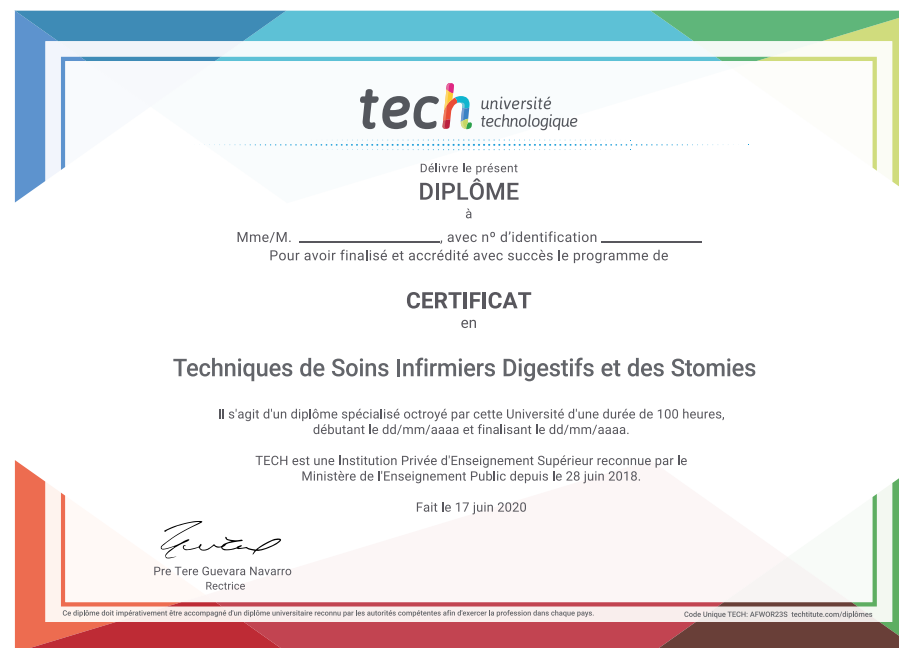 tech université
technologique
Délivre le présent
DIPLÔME
à
Mme/M. ____________________, avec nº d'identification ______________
Pour avoir finalisé et accrédité avec succès le programme de
CERTIFICAT
en
Techniques de Soins Infirmiers Digestifs et des Stomies
Il s'agit d'un diplôme spécialisé octroyé par cette Université d'une durée de 100 heures,
débutant le dd/mm/aaaa et finalisant le dd/mm/aaaa.
TECH est une Institution Privée d'Enseignement Supérieur reconnue par le
Ministère de l'Enseignement Public depuis le 28 juin 2018.
Fait le 17 juin 2020
Pre Tere Guevara Navarro
Rectrice
Ce diplôme doit impérativement être accompagné d'un diplôme universitaire reconnu par les autorités compétentes afin d'exercer la profession dans chaque pays.
Code Unique TECH: AFWOR23S techtitute.com/diplômes